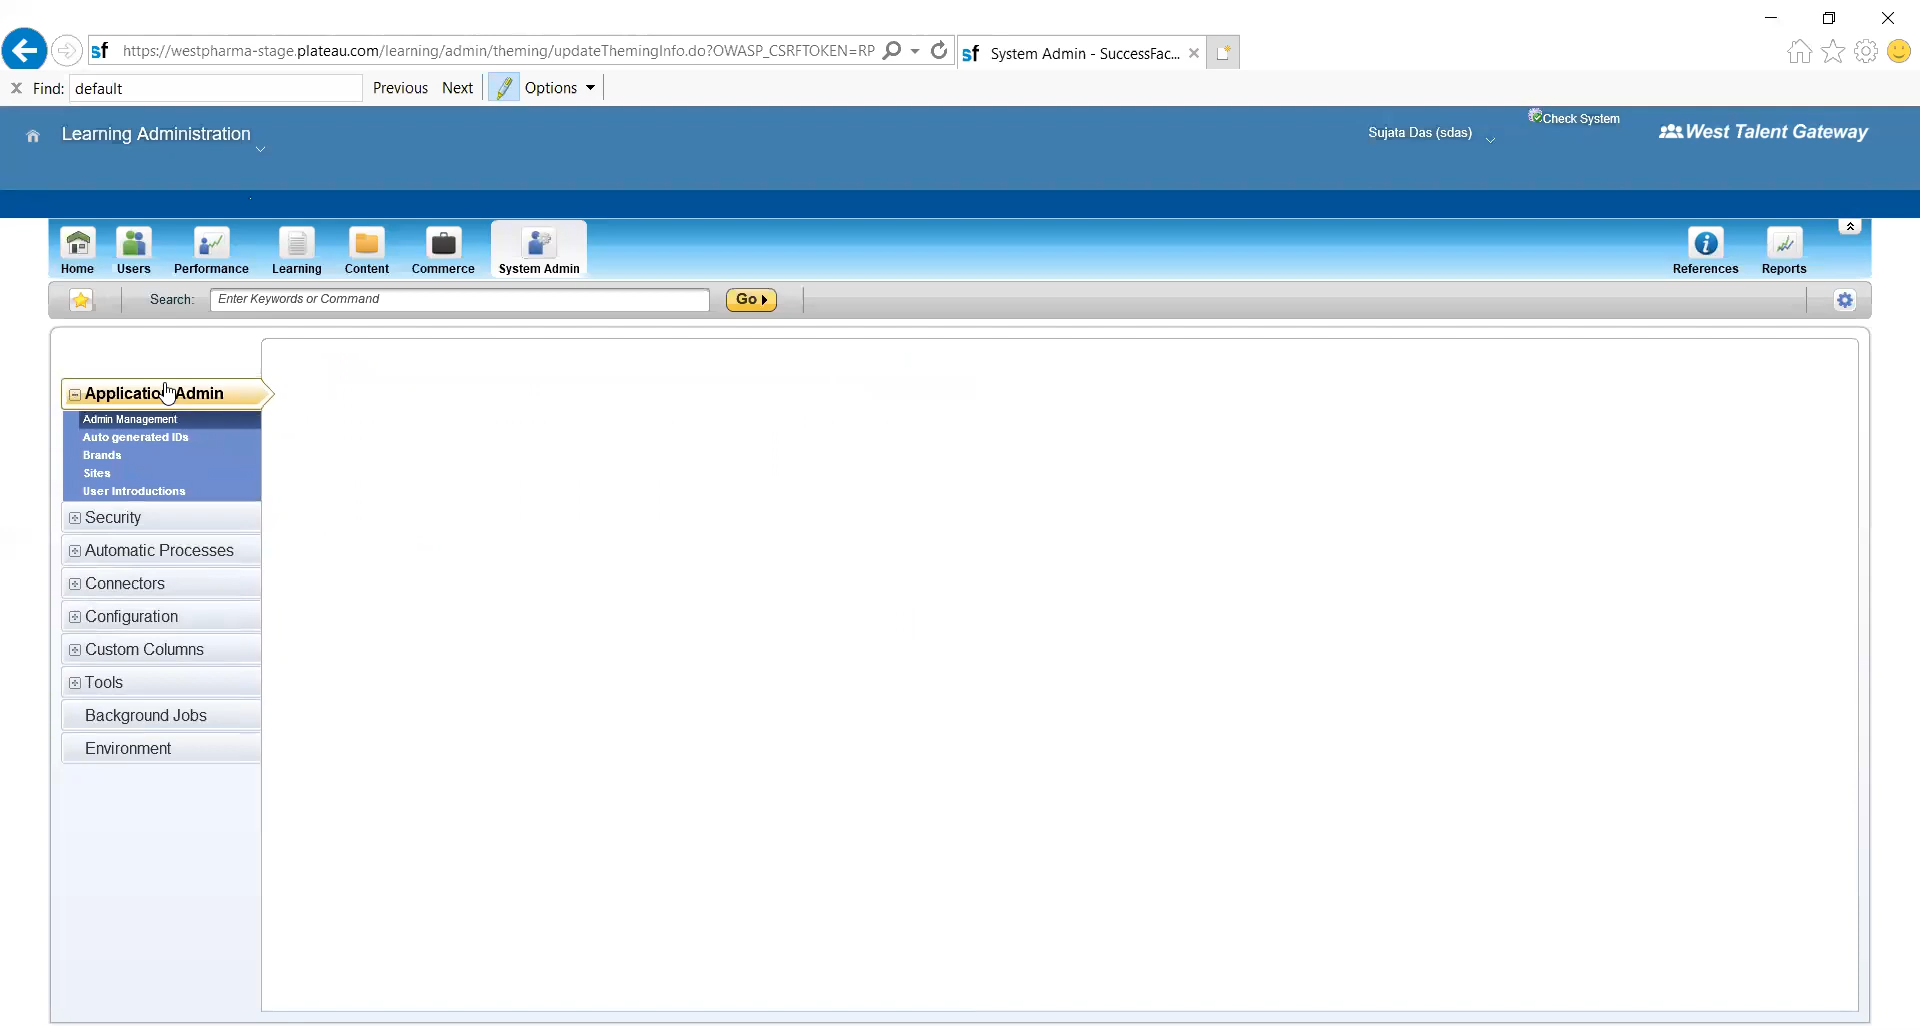 sf https://westpharma-stage.plateau.com/learning/admin/theming/updateThemingInfo.do?OWASP_CSRFTOKEN=RP
sf System Admin - SuccessFac...
Find: default Previous Next Options
Learning Administration
Sujata Das (sdas)
Check System
West Talent Gateway
Home Users Performance Learning Content Commerce System Admin References Reports
Search: Enter Keywords or Command Go
Application Admin
Admin Management
Auto generated IDs
Brands
Sites
User Introductions
Security
Automatic Processes
Connectors
Configuration
Custom Columns
Tools
Background Jobs
Environment